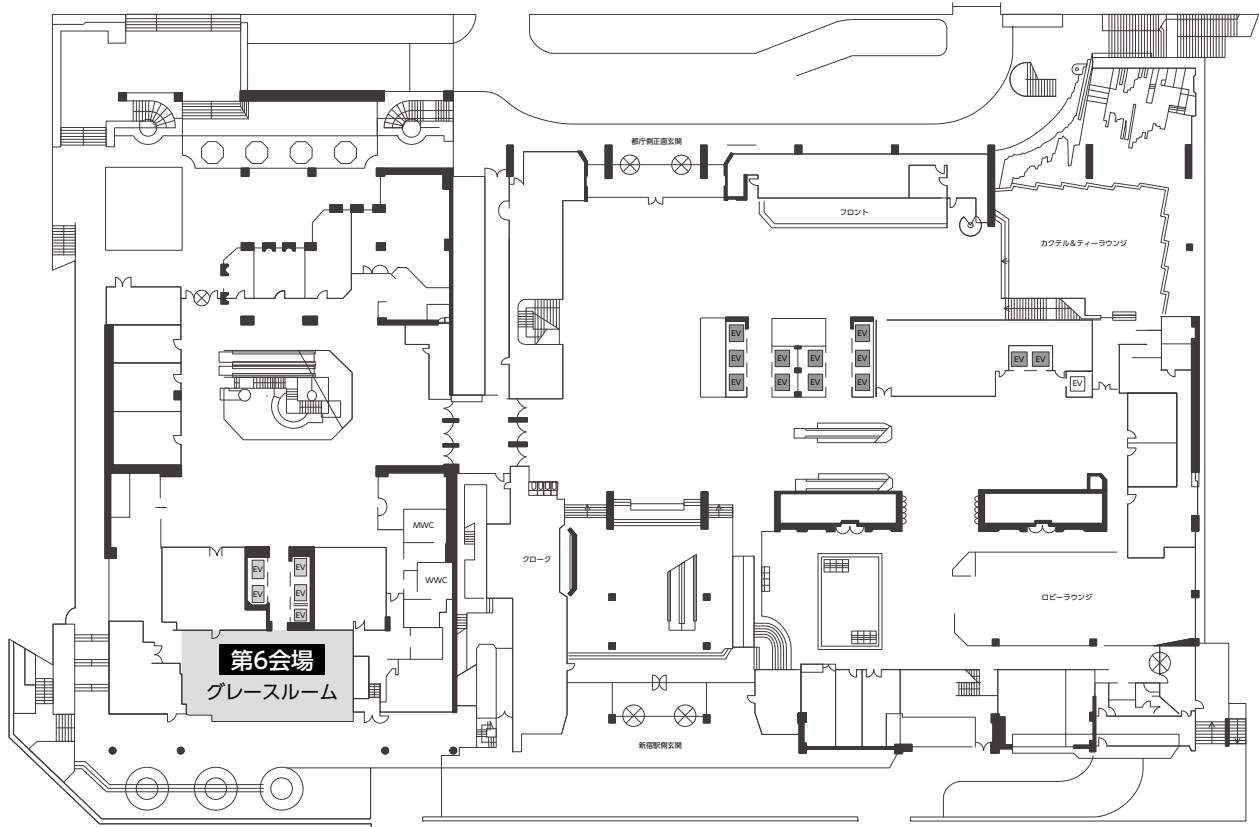 都庁側正面玄関
フロント
カクテル&ティーラウンジ
EV
EV
EV
EV
EV
EV
EV
EV
EV
EV
EV
EV
EV
MWC
WWC
クローク
EV
EV
EV
EV
EV
ロビーラウンジ
第6会場
グレースルーム
新宿駅側玄関